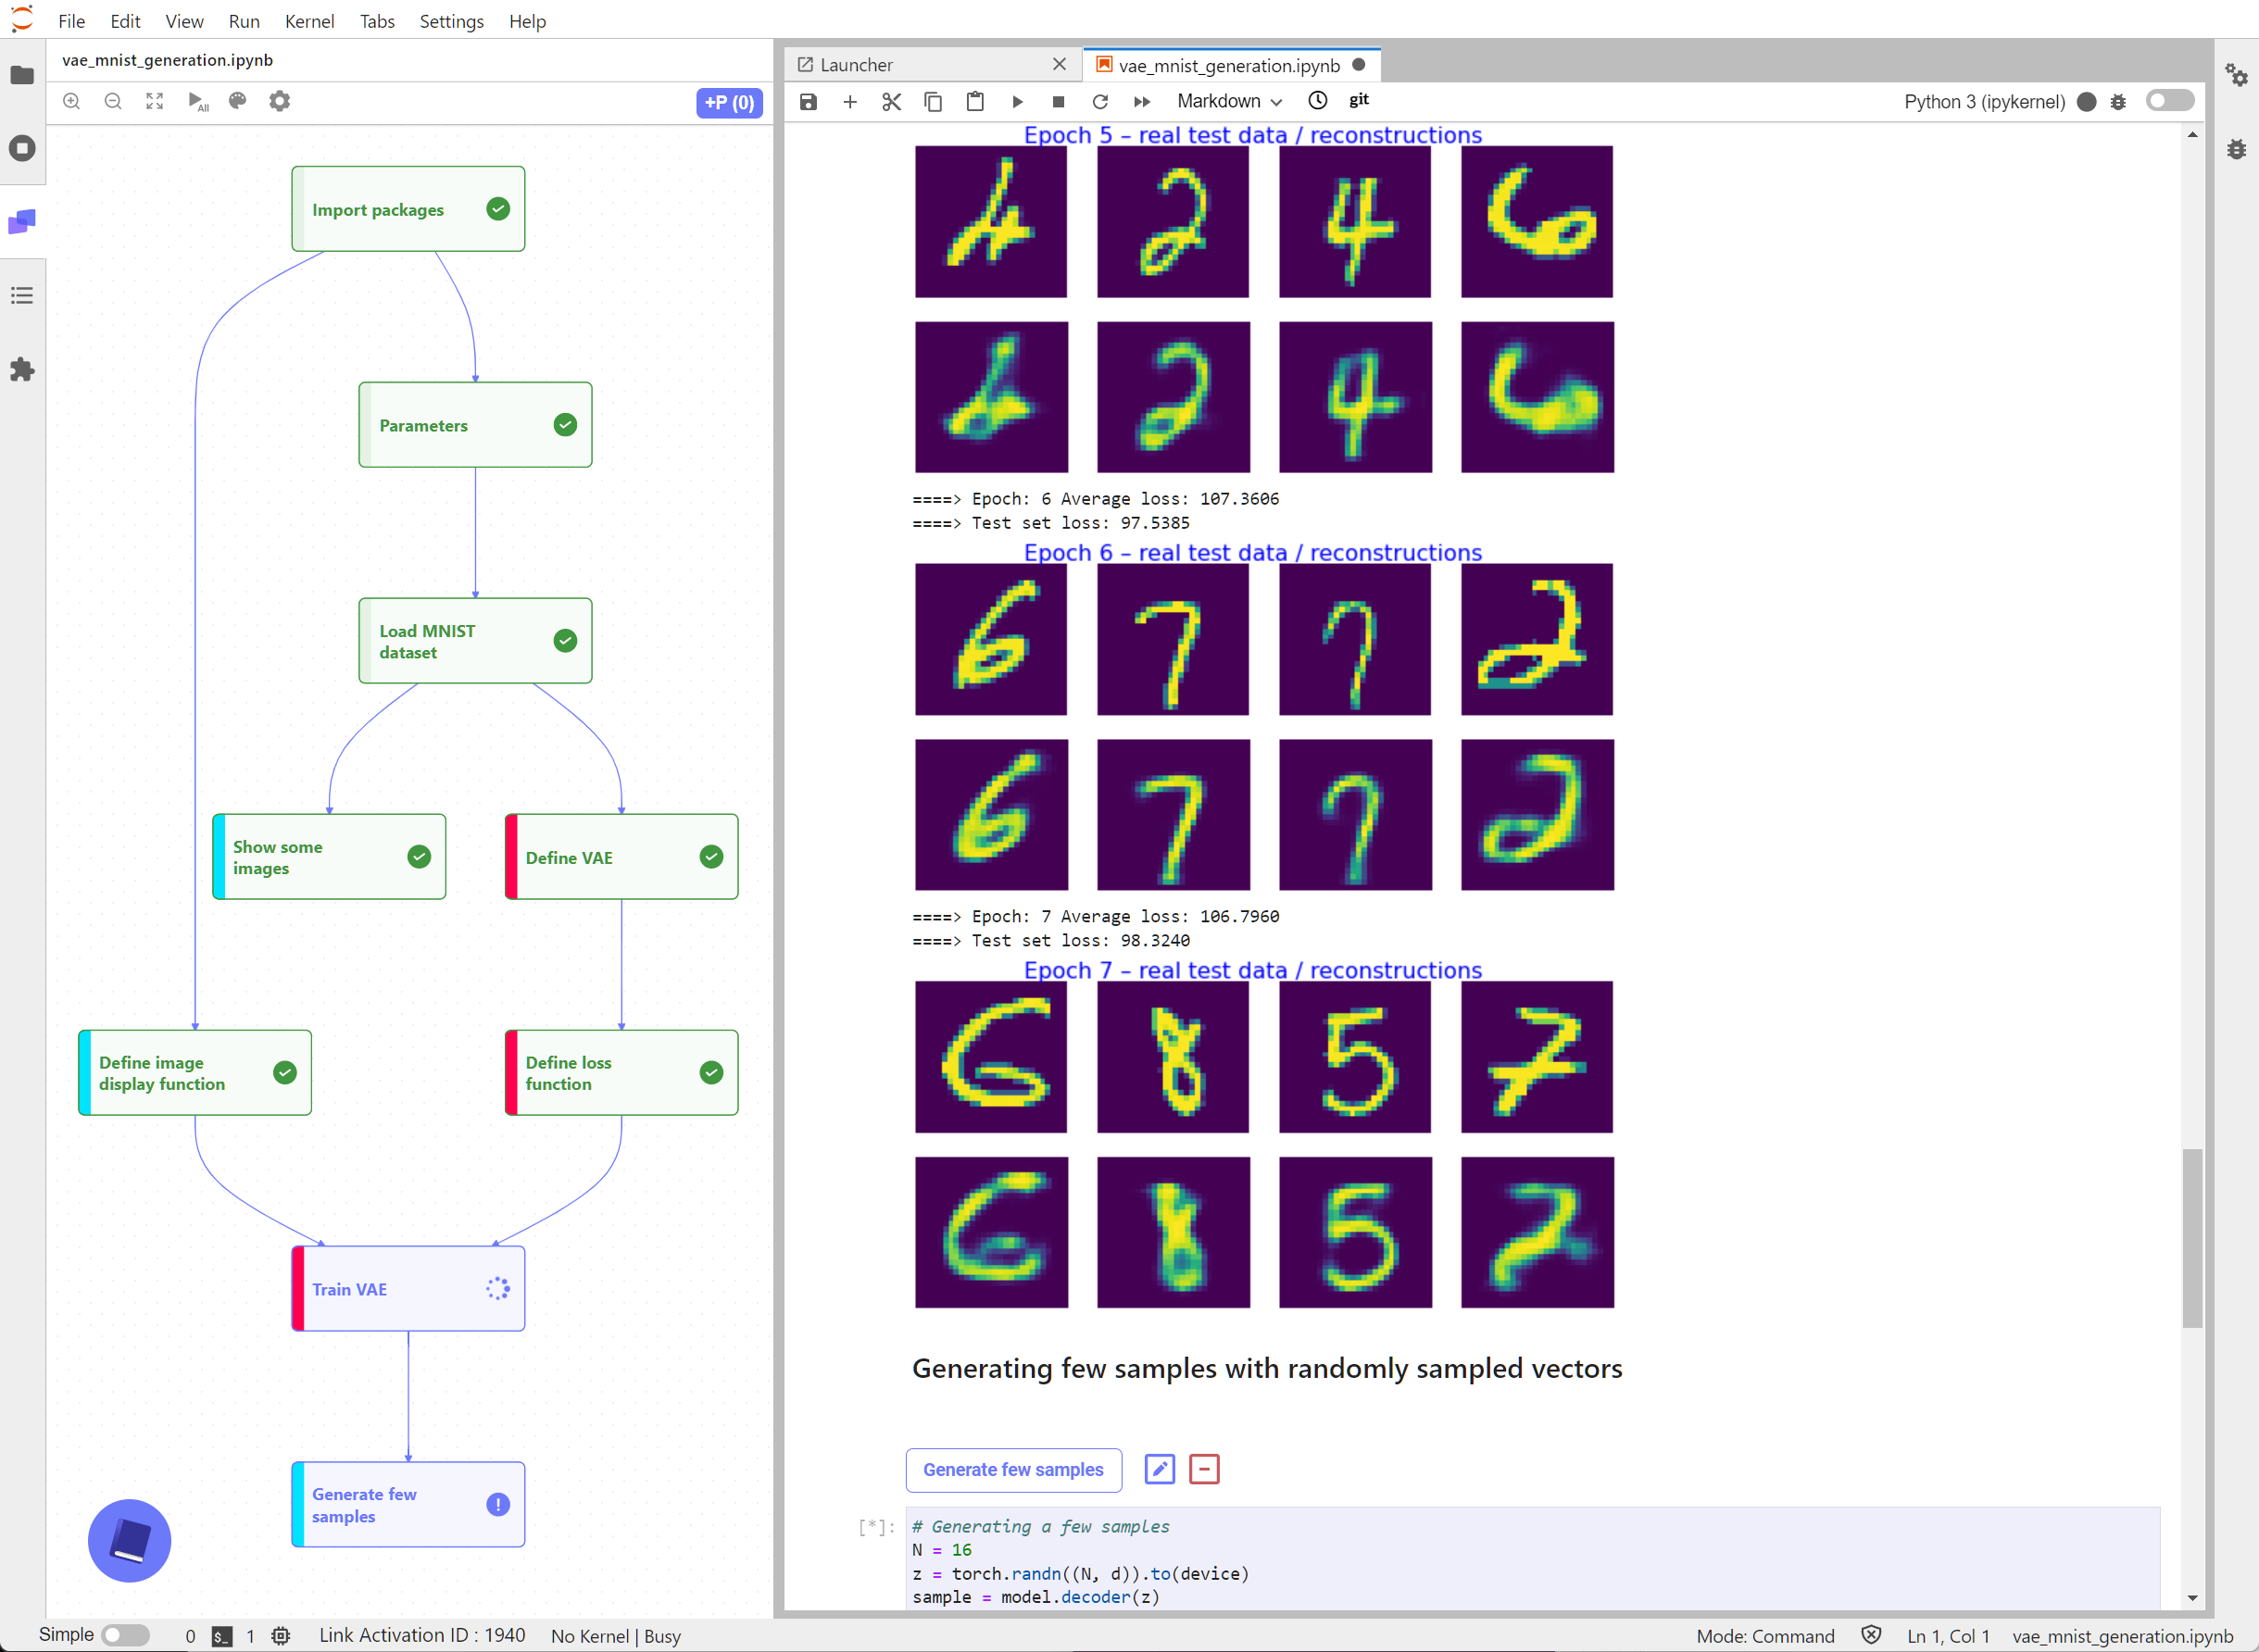 File Edit View Run Kernel Tabs Settings Help
vae_mnist_generation.ipynb
All
+P (0)
Import packages
Parameters
Load MNIST
dataset
Show some
images
Define VAE
Define image
display function
Define loss
function
Train VAE
Generate few
samples
!
Launcher
vae_mnist_generation.ipynb
Markdown
git
Python 3 (ipykernel)
Epoch 5 – real test data / reconstructions
====> Epoch: 6 Average loss: 107.3606
====> Test set loss: 97.5385
Epoch 6 – real test data / reconstructions
====> Epoch: 7 Average loss: 106.7960
====> Test set loss: 98.3240
Epoch 7 – real test data / reconstructions
Generating few samples with randomly sampled vectors
Generate few samples
[*]:
# Generating a few samples
N = 16
z = torch.randn((N, d)).to(device)
sample = model.decoder(z)
Simple 0 $_ 1 Link Activation ID : 1940 No Kernel | Busy Mode: Command Ln 1, Col 1 vae_mnist_generation.ipynb